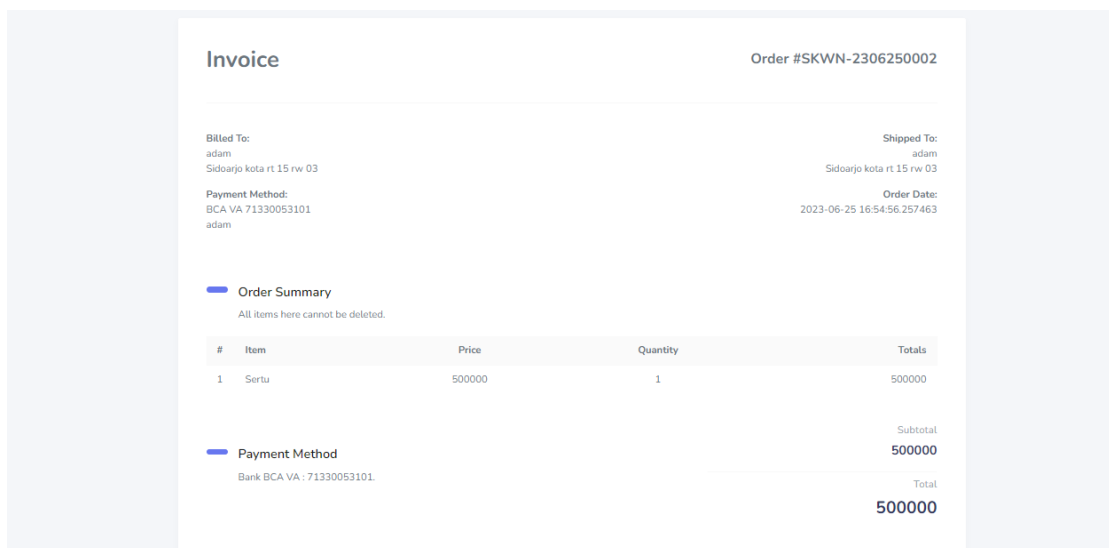 Invoice
Order #SKWN-2306250002
Billed To:
adam
Sidoarjo kota rt 15 rw 03
Shipped To:
adam
Sidoarjo kota rt 15 rw 03
Payment Method:
BCA VA 71330053101
adam
Order Date:
2023-06-25 16:54:56.257463
Order Summary
All items here cannot be deleted.
# Item Price Quantity Totals
1 Sertu 500000 1 500000
Payment Method
Bank BCA VA : 71330053101.
Subtotal
500000
Total
500000